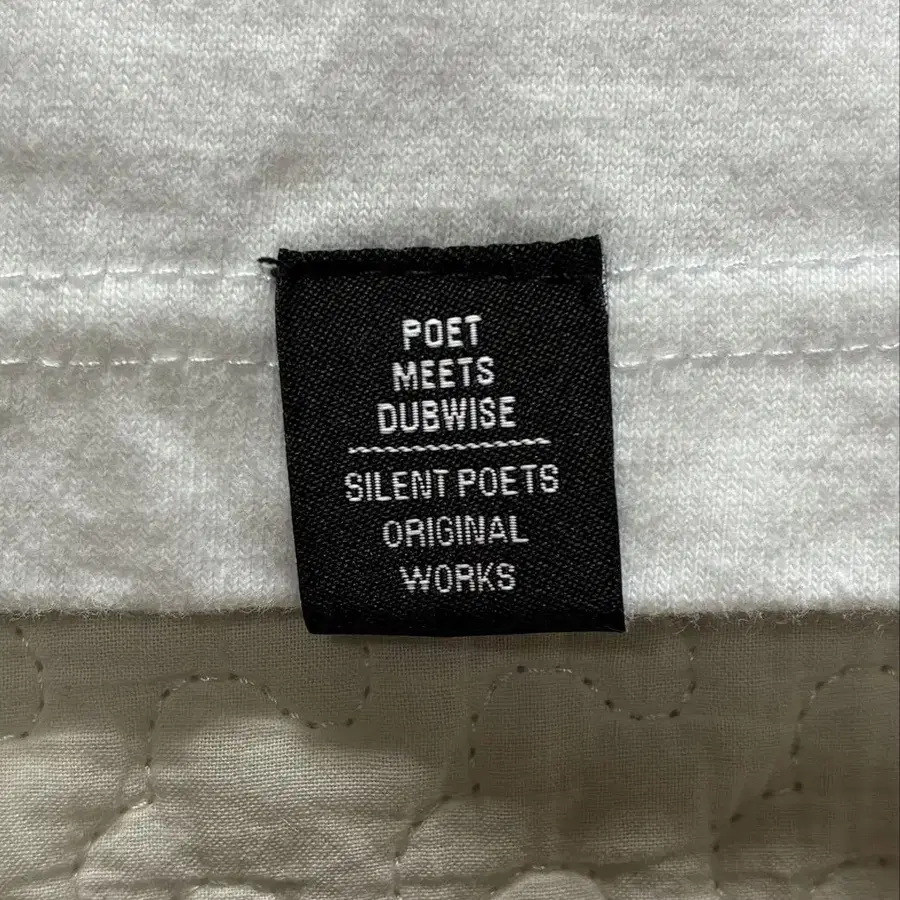 POET
MEETS
DUBWISE
SILENT POETS
ORIGINAL
WORKS